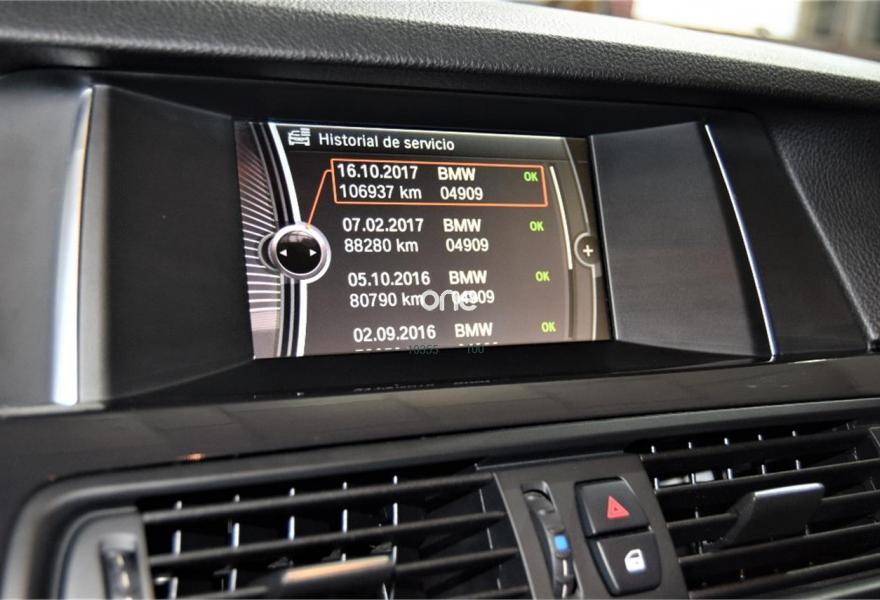 Historial de servicio
16.10.2017 BMW OK
106937 km 04909
07.02.2017 BMW OK
88280 km 04909
05.10.2016 BMW OK
80790 km 04909
one
02.09.2016 BMW OK
+